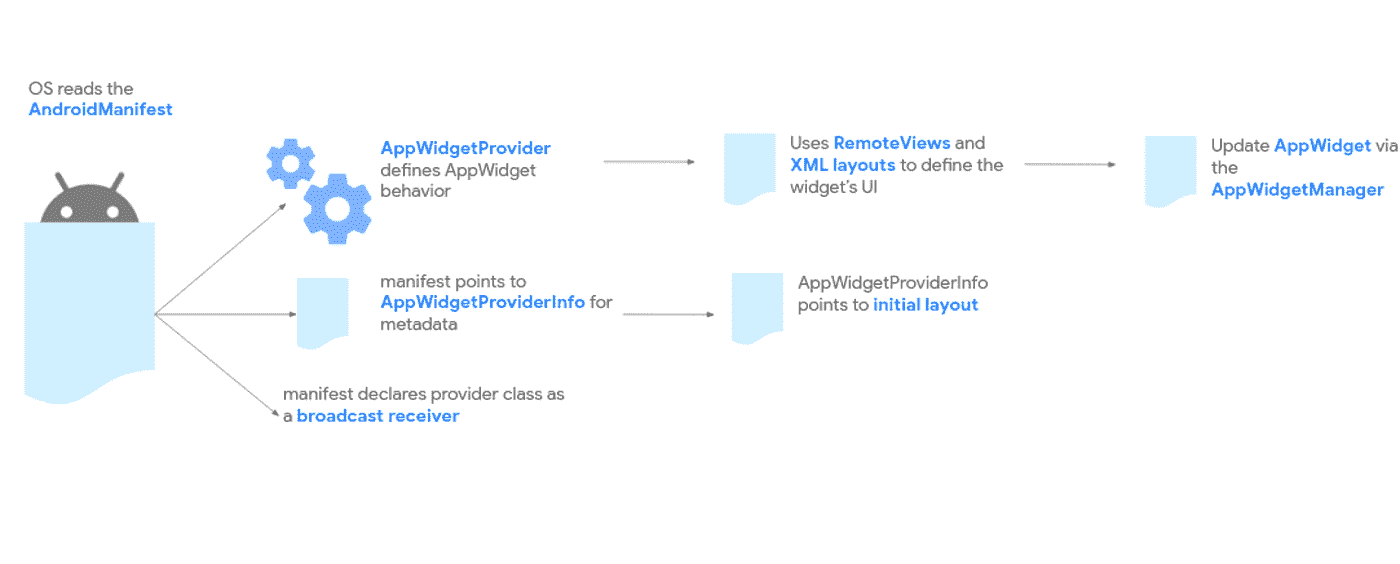 OS reads the
AndroidManifest
AppWidgetProvider
defines AppWidget
behavior
Uses RemoteViews and
XML layouts to define the
widget's UI
Update AppWidget via
the
AppWidgetManager
manifest points to
AppWidgetProviderInfo for
metadata
AppWidgetProviderInfo
points to initial layout
manifest declares provider class as
a broadcast receiver